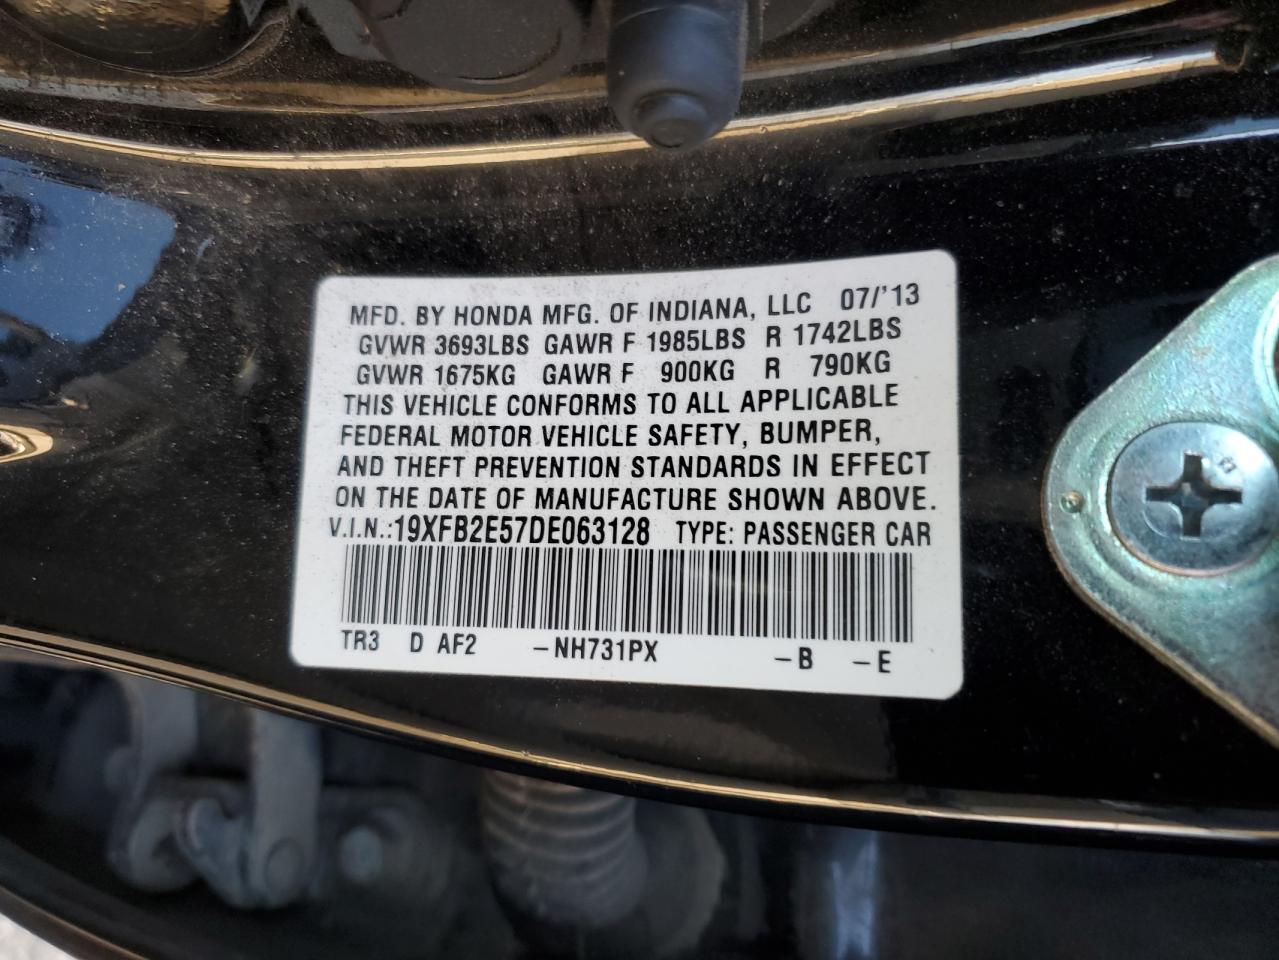 MFD. BY HONDA MFG. OF INDIANA, LLC 07/'13
GVWR 3693LBS GAWR F 1985LBS R 1742LBS
GVWR 1675KG GAWR F 900KG R 790KG
THIS VEHICLE CONFORMS TO ALL APPLICABLE
FEDERAL MOTOR VEHICLE SAFETY, BUMPER,
AND THEFT PREVENTION STANDARDS IN EFFECT
ON THE DATE OF MANUFACTURE SHOWN ABOVE.
V.I.N.:19XFB2E57DE063128 TYPE: PASSENGER CAR
TR3 D AF2 –NH731PX –B –E